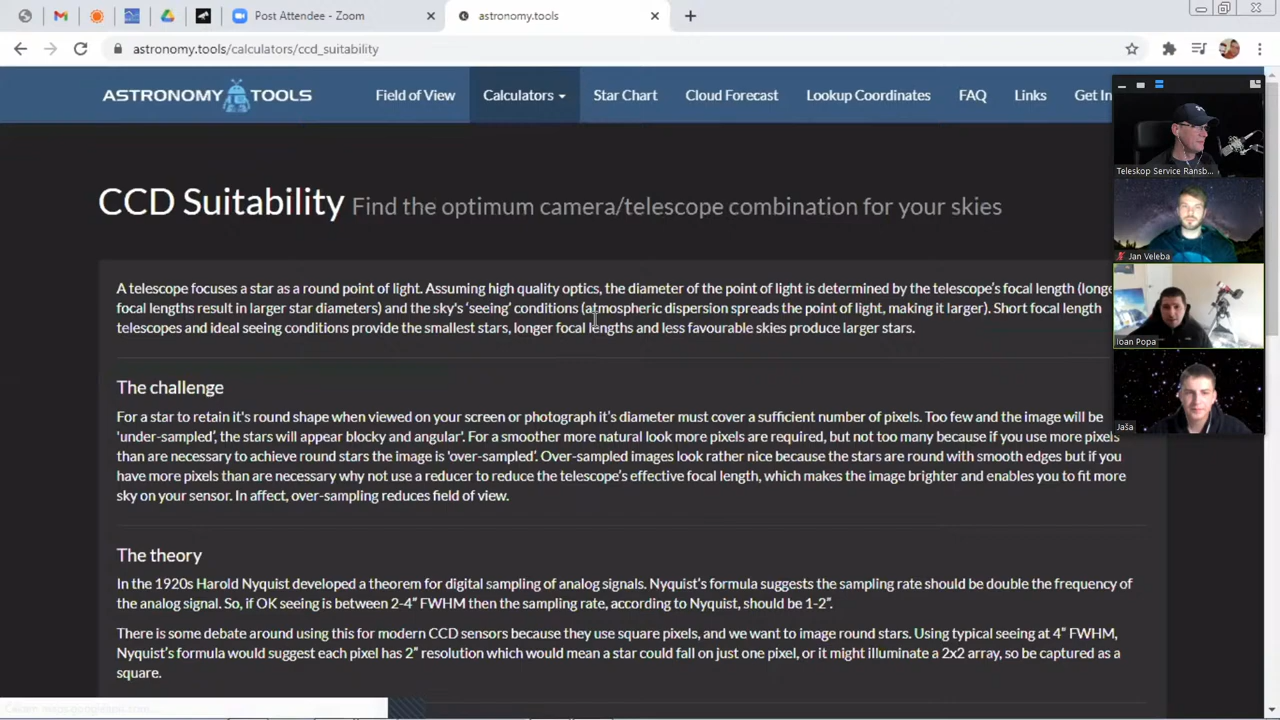 Post Attendee - Zoom
astronomy.tools
astronomy.tools/calculators/ccd_suitability
ASTRONOMY TOOLS
Field of View
Calculators
Star Chart
Cloud Forecast
Lookup Coordinates
FAQ
Links
Get In
CCD Suitability Find the optimum camera/telescope combination for your skies
A telescope focuses a star as a round point of light. Assuming high quality optics, the diameter of the point of light is determined by the telescope's focal length (longe
focal lengths result in larger star diameters) and the sky's 'seeing' conditions (atmospheric dispersion spreads the point of light, making it larger). Short focal length
telescopes and ideal seeing conditions provide the smallest stars, longer focal lengths and less favourable skies produce larger stars.
The challenge
For a star to retain it's round shape when viewed on your screen or photograph it's diameter must cover a sufficient number of pixels. Too few and the image will be
'under-sampled', the stars will appear blocky and angular'. For a smoother more natural look more pixels are required, but not too many because if you use more pixels
than are necessary to achieve round stars the image is 'over-sampled'. Over-sampled images look rather nice because the stars are round with smooth edges but if you
have more pixels than are necessary why not use a reducer to reduce the telescope's effective focal length, which makes the image brighter and enables you to fit more
sky on your sensor. In affect, over-sampling reduces field of view.
The theory
In the 1920s Harold Nyquist developed a theorem for digital sampling of analog signals. Nyquist's formula suggests the sampling rate should be double the frequency of
the analog signal. So, if OK seeing is between 2-4" FWHM then the sampling rate, according to Nyquist, should be 1-2".
There is some debate around using this for modern CCD sensors because they use square pixels, and we want to image round stars. Using typical seeing at 4" FWHM,
Nyquist's formula would suggest each pixel has 2" resolution which would mean a star could fall on just one pixel, or it might illuminate a 2x2 array, so be captured as a
square.
Teleskop Service Ransb...
Jan Veleba
Ioan Popa
Jaša